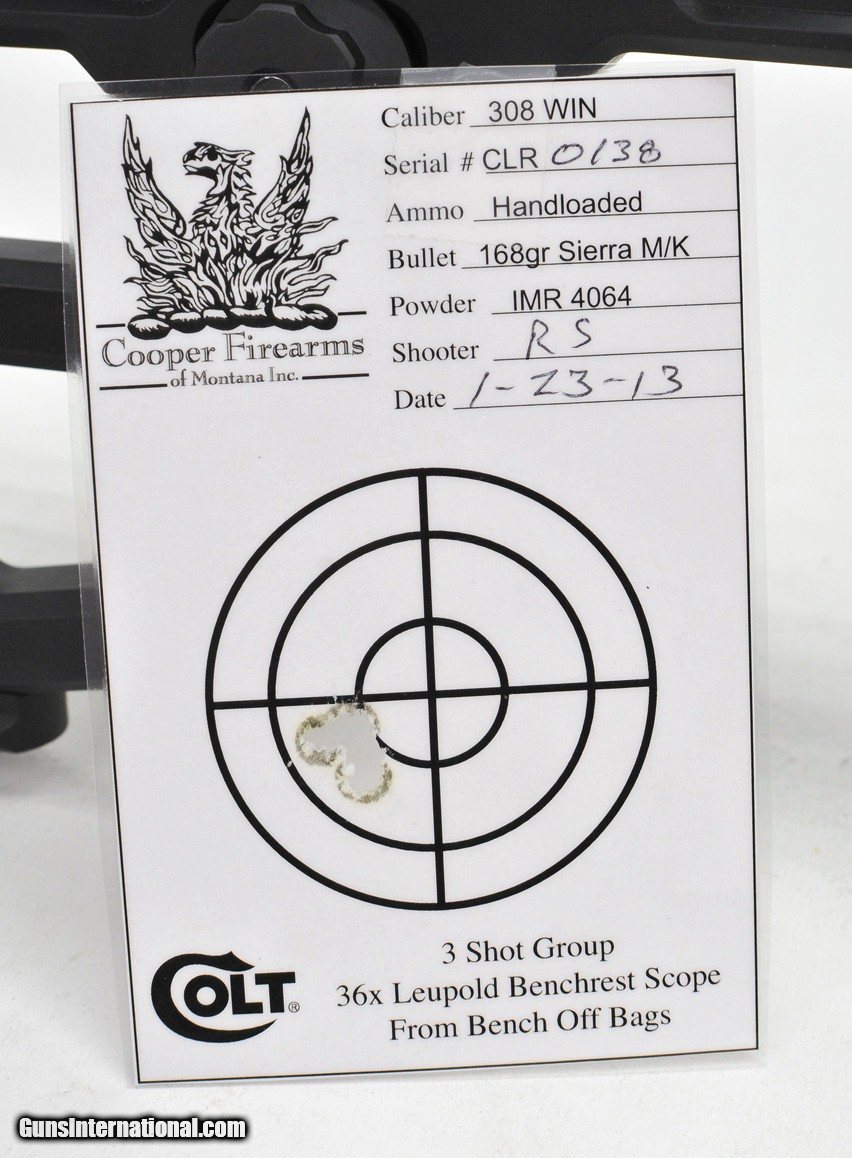 Caliber 308 WIN
Serial # CLR 0138
Ammo Handloaded
Bullet 168gr Sierra M/K
Powder IMR 4064
Shooter RS
Date 1-23-13
Cooper Firearms
of Montana Inc.
3 Shot Group
36x Leupold Benchrest Scope
From Bench Off Bags
COLT®
GunsInternational.com